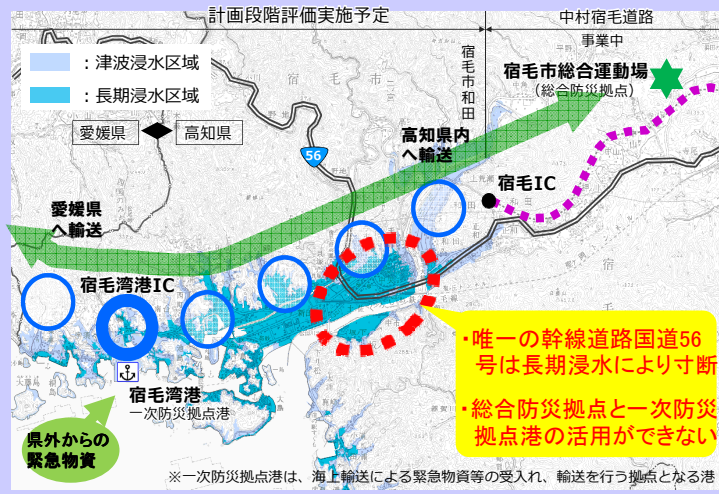 計画段階評価実施予定
中村宿毛道路
事業中
：津波浸水区域
：長期浸水区域
宿毛市
宿毛市和田
宿毛市総合運動場
（総合防災拠点）
愛媛県
高知県
56
高知県内
へ輸送
宿毛IC
愛媛県
へ輸送
宿毛湾港IC
宿毛湾港
一次防災拠点港
県外からの
緊急物資
・唯一の幹線道路国道56
号は長期浸水により寸断
・総合防災拠点と一次防災
拠点港の活用ができない
※一次防災拠点港は、海上輸送による緊急物資等の受入れ、輸送を行う拠点となる港